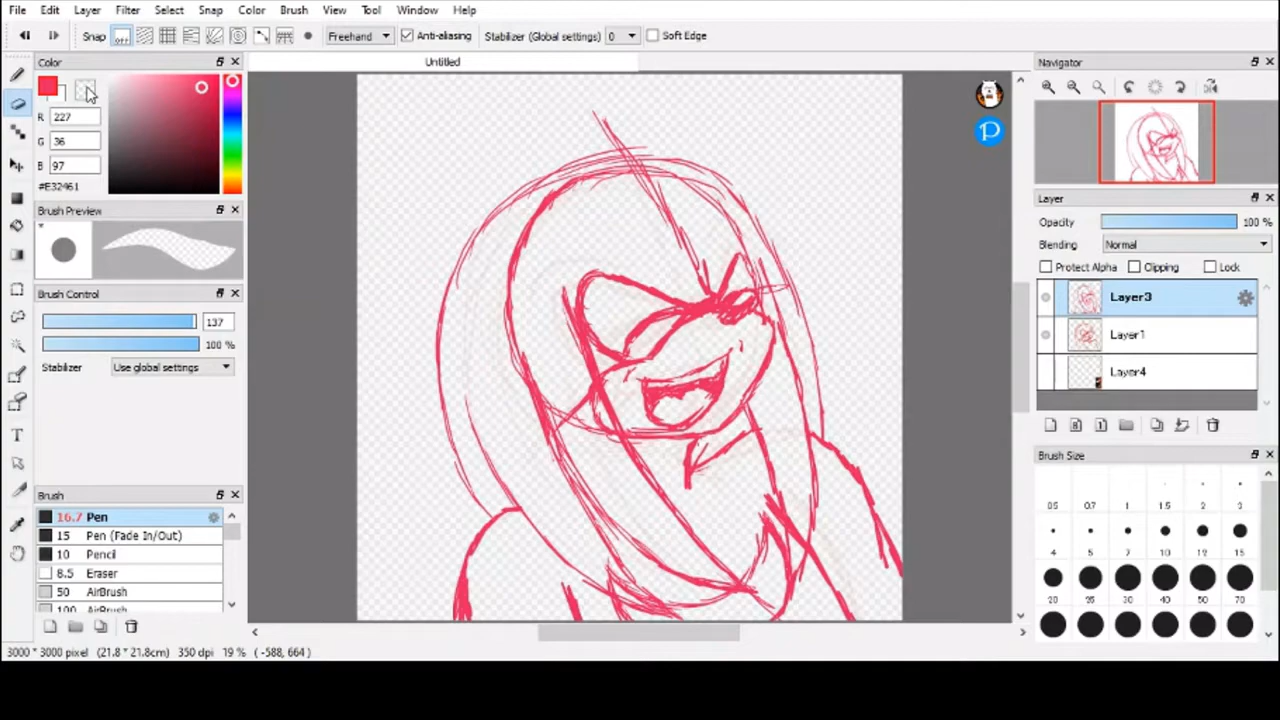 File Edit Layer Filter Select Snap Color Brush View Tool Window Help
Snap off Freehand Anti-aliasing Stabilizer (Global settings) 0 Soft Edge
Color
R 227
G 36
B 97
#E32461
Brush Preview
Brush Control
137
100 %
Stabilizer Use global settings
Brush
16.7 Pen
15 Pen (Fade In/Out)
10 Pencil
8.5 Eraser
50 AirBrush
100 AirBrush
Untitled
P
Navigator
Layer
Opacity 100 %
Blending Normal
Protect Alpha Clipping Lock
Layer3
Layer1
Layer4
8 1
Brush Size
0.5 0.7 1 1.5 2 3
4 5 7 10 12 15
20 25 30 40 50 70
3000 * 3000 pixel (21.8 * 21.8cm) 350 dpi 19 % ( -588, 664 )